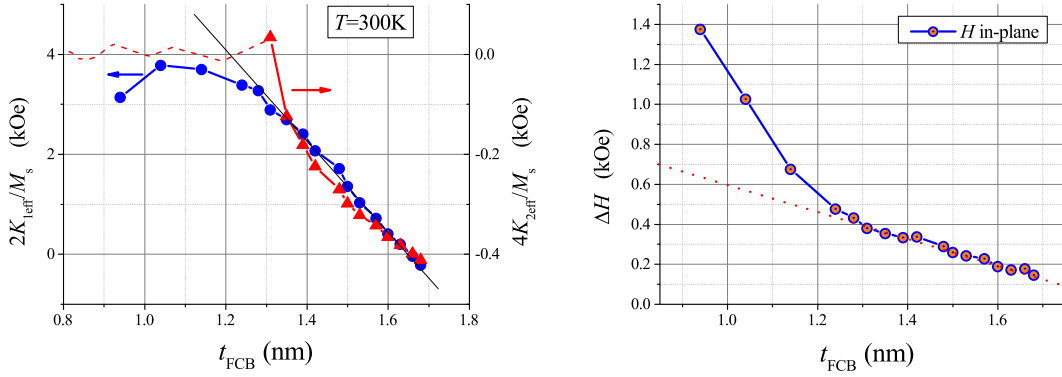 T=300K
0.1
0.0
-0.2
-0.4
4
2
0
2K1eff/Ms (kOe)
4K2eff/Ms (kOe)
0.8 1.0 1.2 1.4 1.6 1.8
tFCB (nm)
H in-plane
1.4
1.2
1.0
0.8
0.6
0.4
0.2
0.0
ΔH (kOe)
1.0 1.2 1.4 1.6
tFCB (nm)